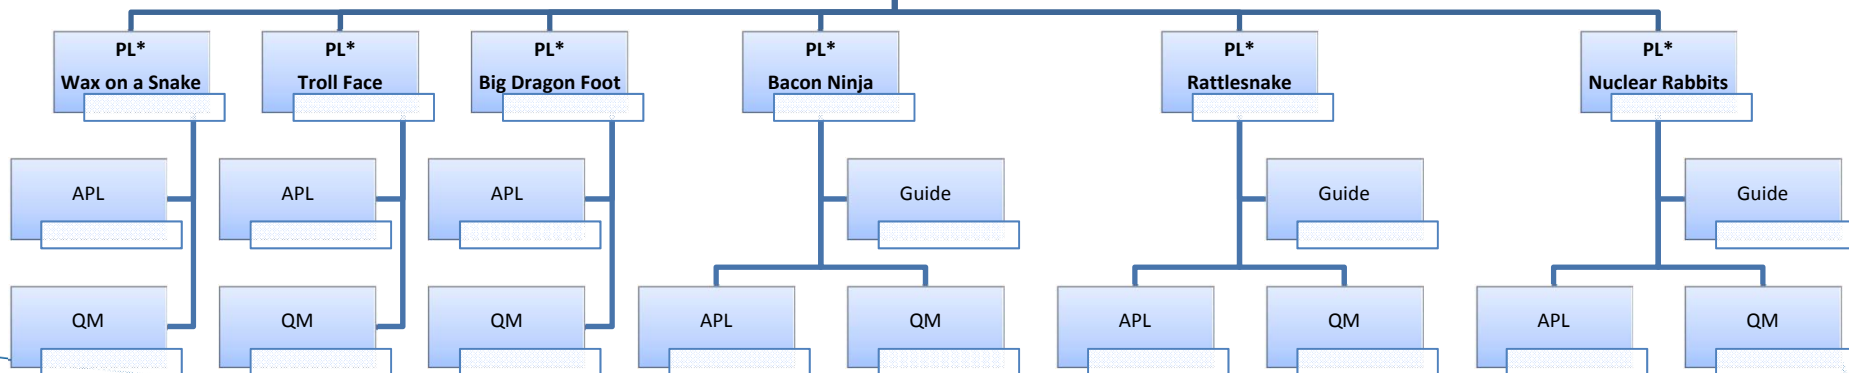 PL*
Wax on a Snake
PL*
Troll Face
PL*
Big Dragon Foot
PL*
Bacon Ninja
PL*
Rattlesnake
PL*
Nuclear Rabbits
APL
APL
APL
Guide
Guide
Guide
QM
QM
QM
APL
QM
APL
QM
APL
QM